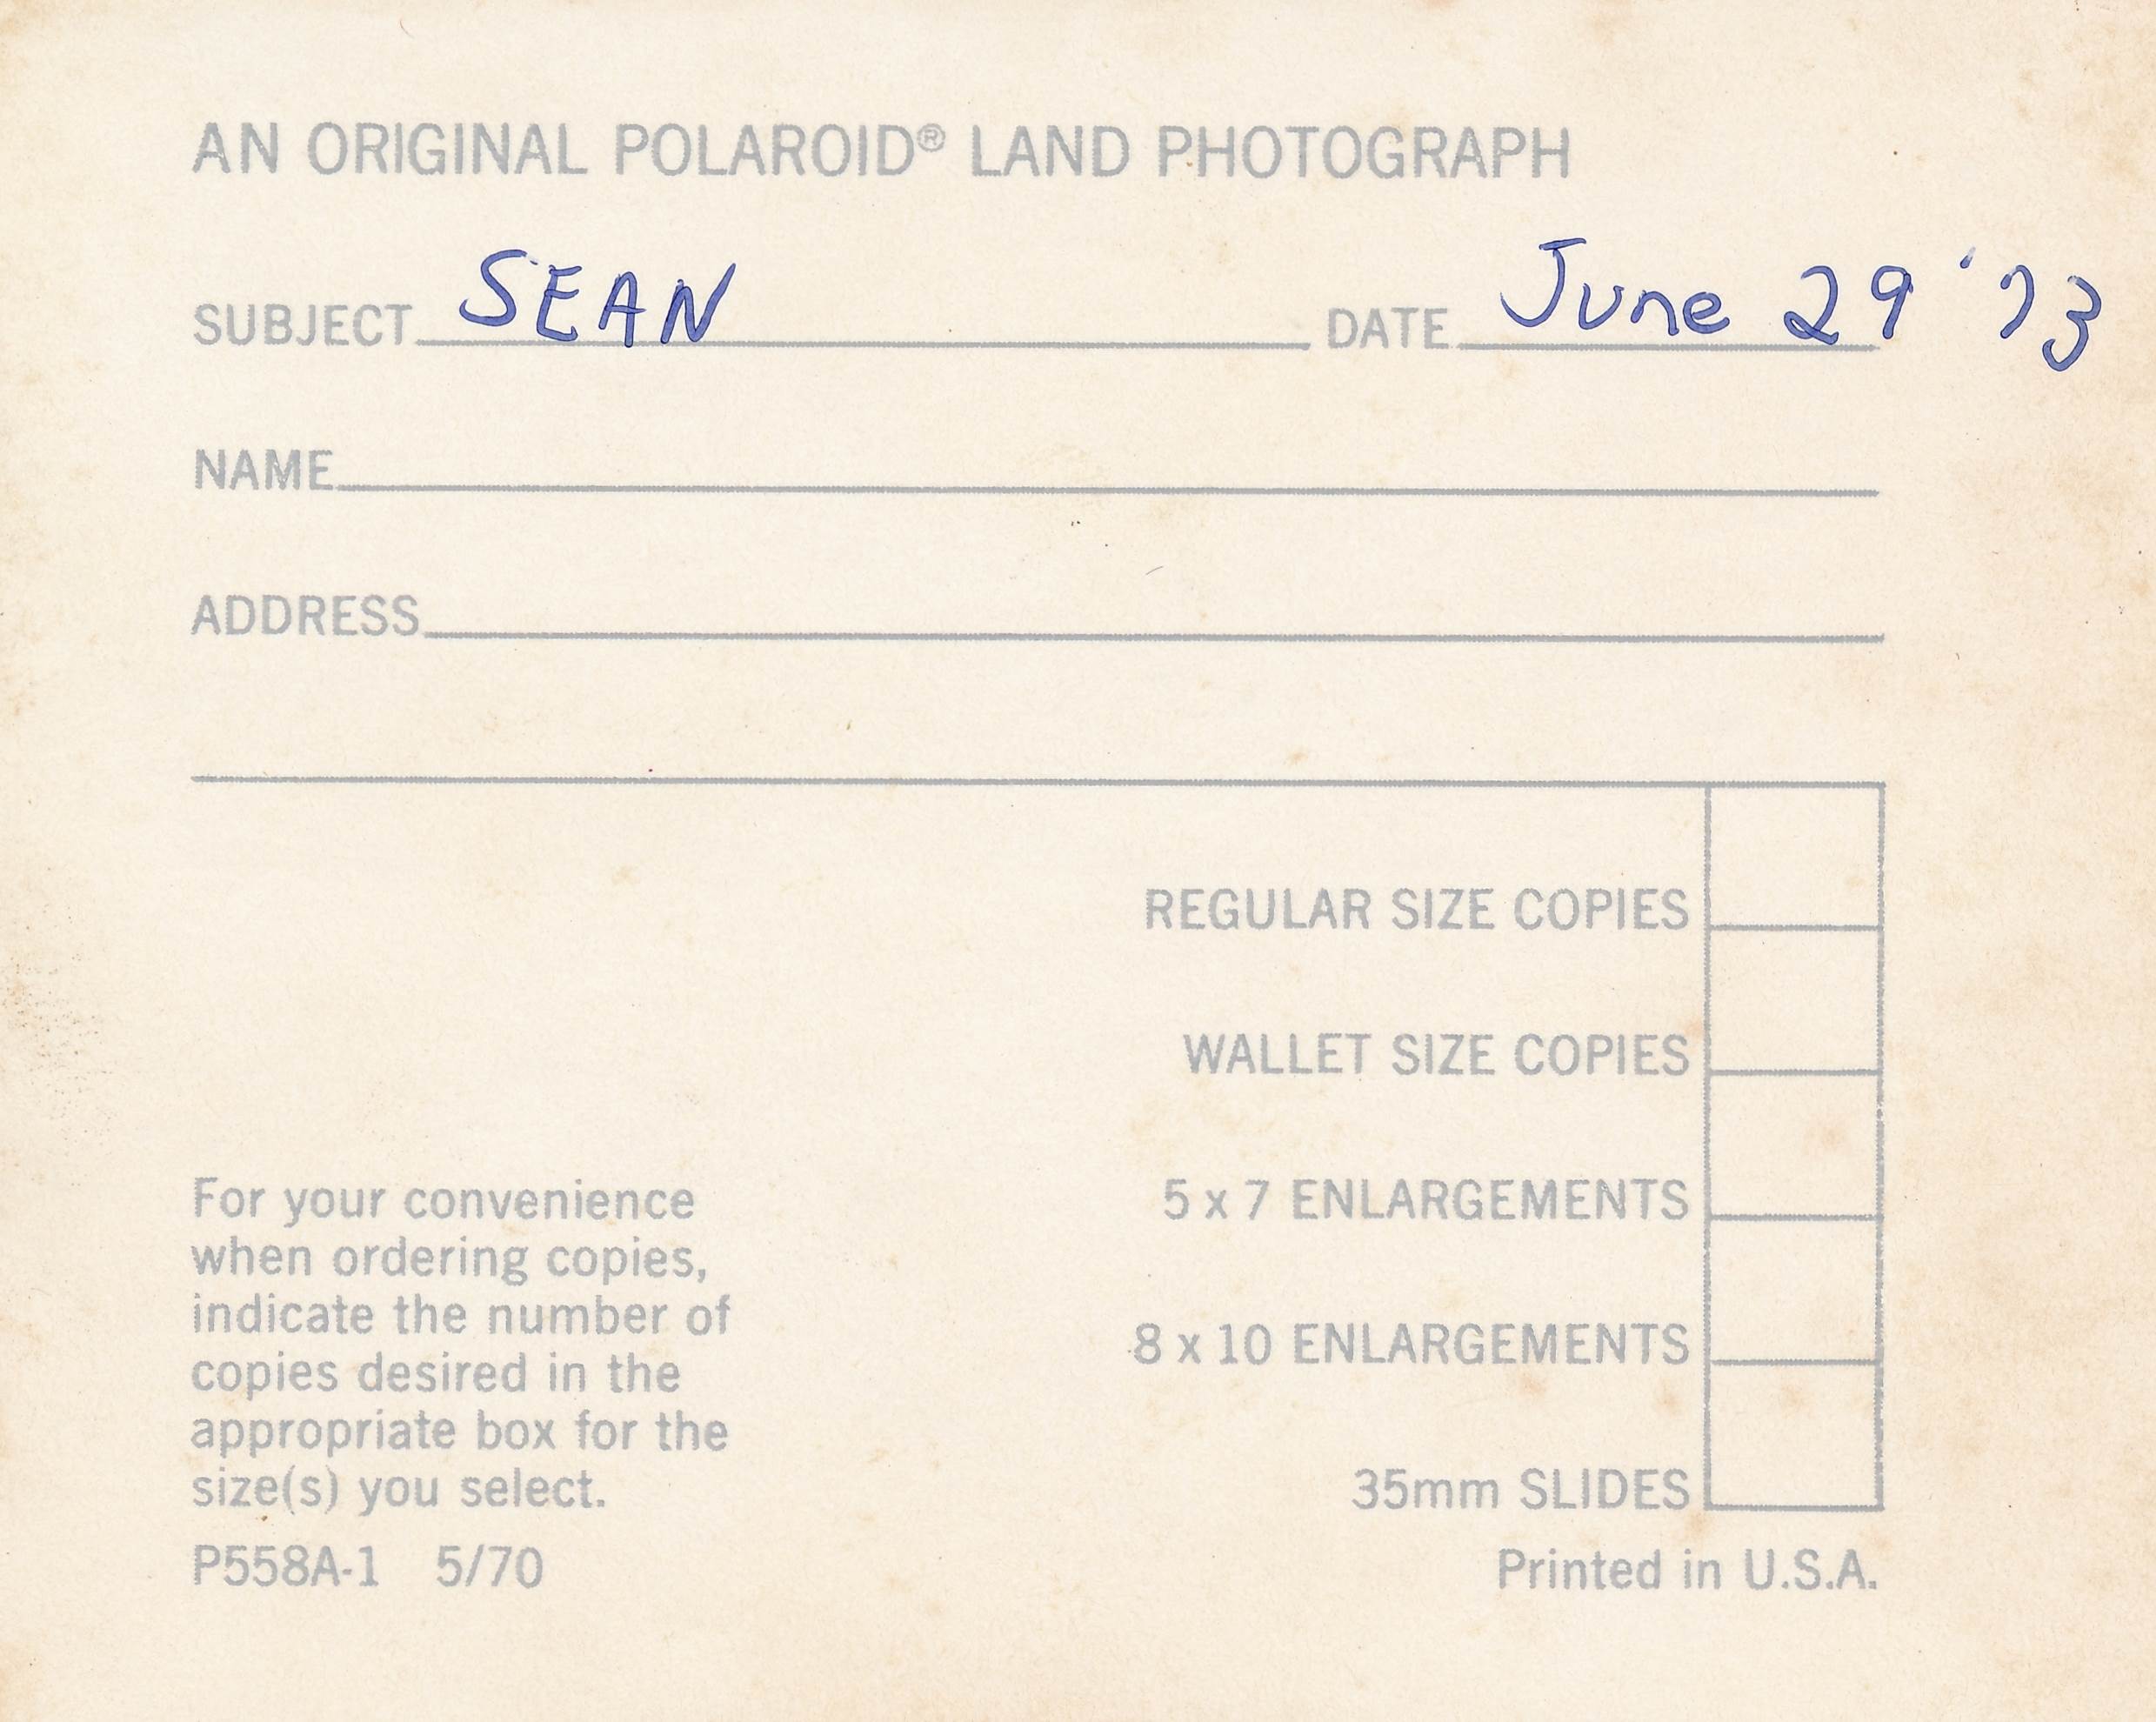 AN ORIGINAL POLAROID® LAND PHOTOGRAPH
SUBJECT SEAN DATE June 29 '73
NAME
ADDRESS
REGULAR SIZE COPIES
WALLET SIZE COPIES
5 x 7 ENLARGEMENTS
8 x 10 ENLARGEMENTS
35mm SLIDES
For your convenience
when ordering copies,
indicate the number of
copies desired in the
appropriate box for the
size(s) you select.
P558A-1 5/70
Printed in U.S.A.